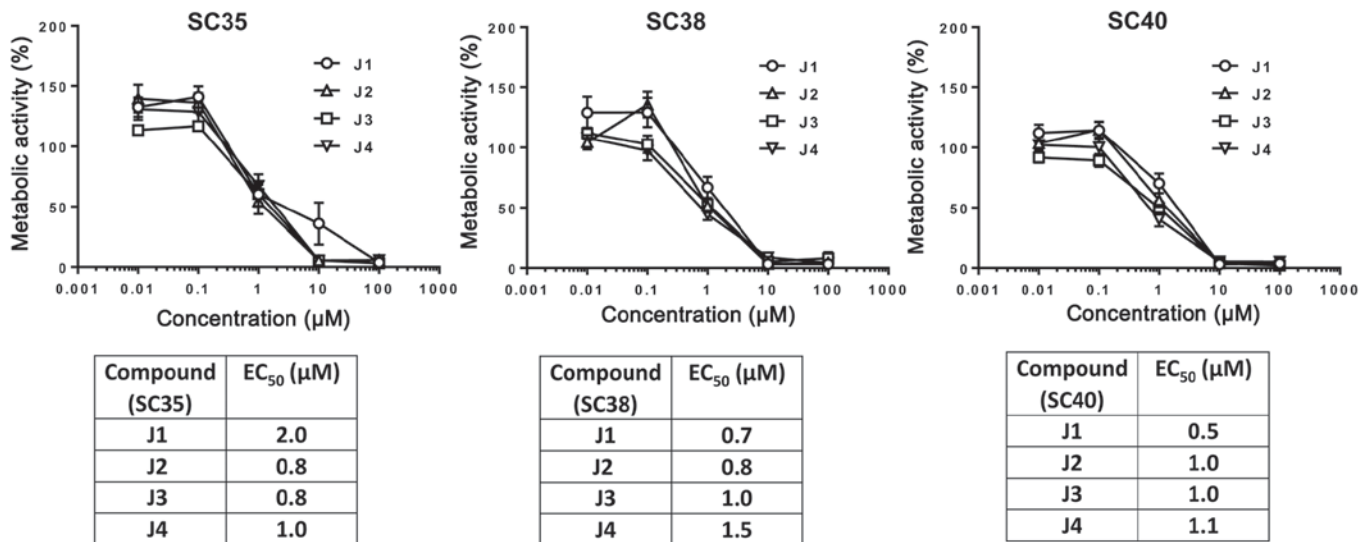 SC35
Metabolic activity (%)
200
150
100
50
0
J1
J2
J3
J4
0.001 0.01 0.1 1 10 100 1000
Concentration (µM)
SC38
Metabolic activity (%)
200
150
100
50
0
J1
J2
J3
J4
0.001 0.01 0.1 1 10 100 1000
Concentration (µM)
SC40
Metabolic activity (%)
200
150
100
50
0
J1
J2
J3
J4
0.001 0.01 0.1 1 10 100 1000
Concentration (µM)
Compound EC50 (µM)
(SC35)
J1 2.0
J2 0.8
J3 0.8
J4 1.0
Compound EC50 (µM)
(SC38)
J1 0.7
J2 0.8
J3 1.0
J4 1.5
Compound EC50 (µM)
(SC40)
J1 0.5
J2 1.0
J3 1.0
J4 1.1